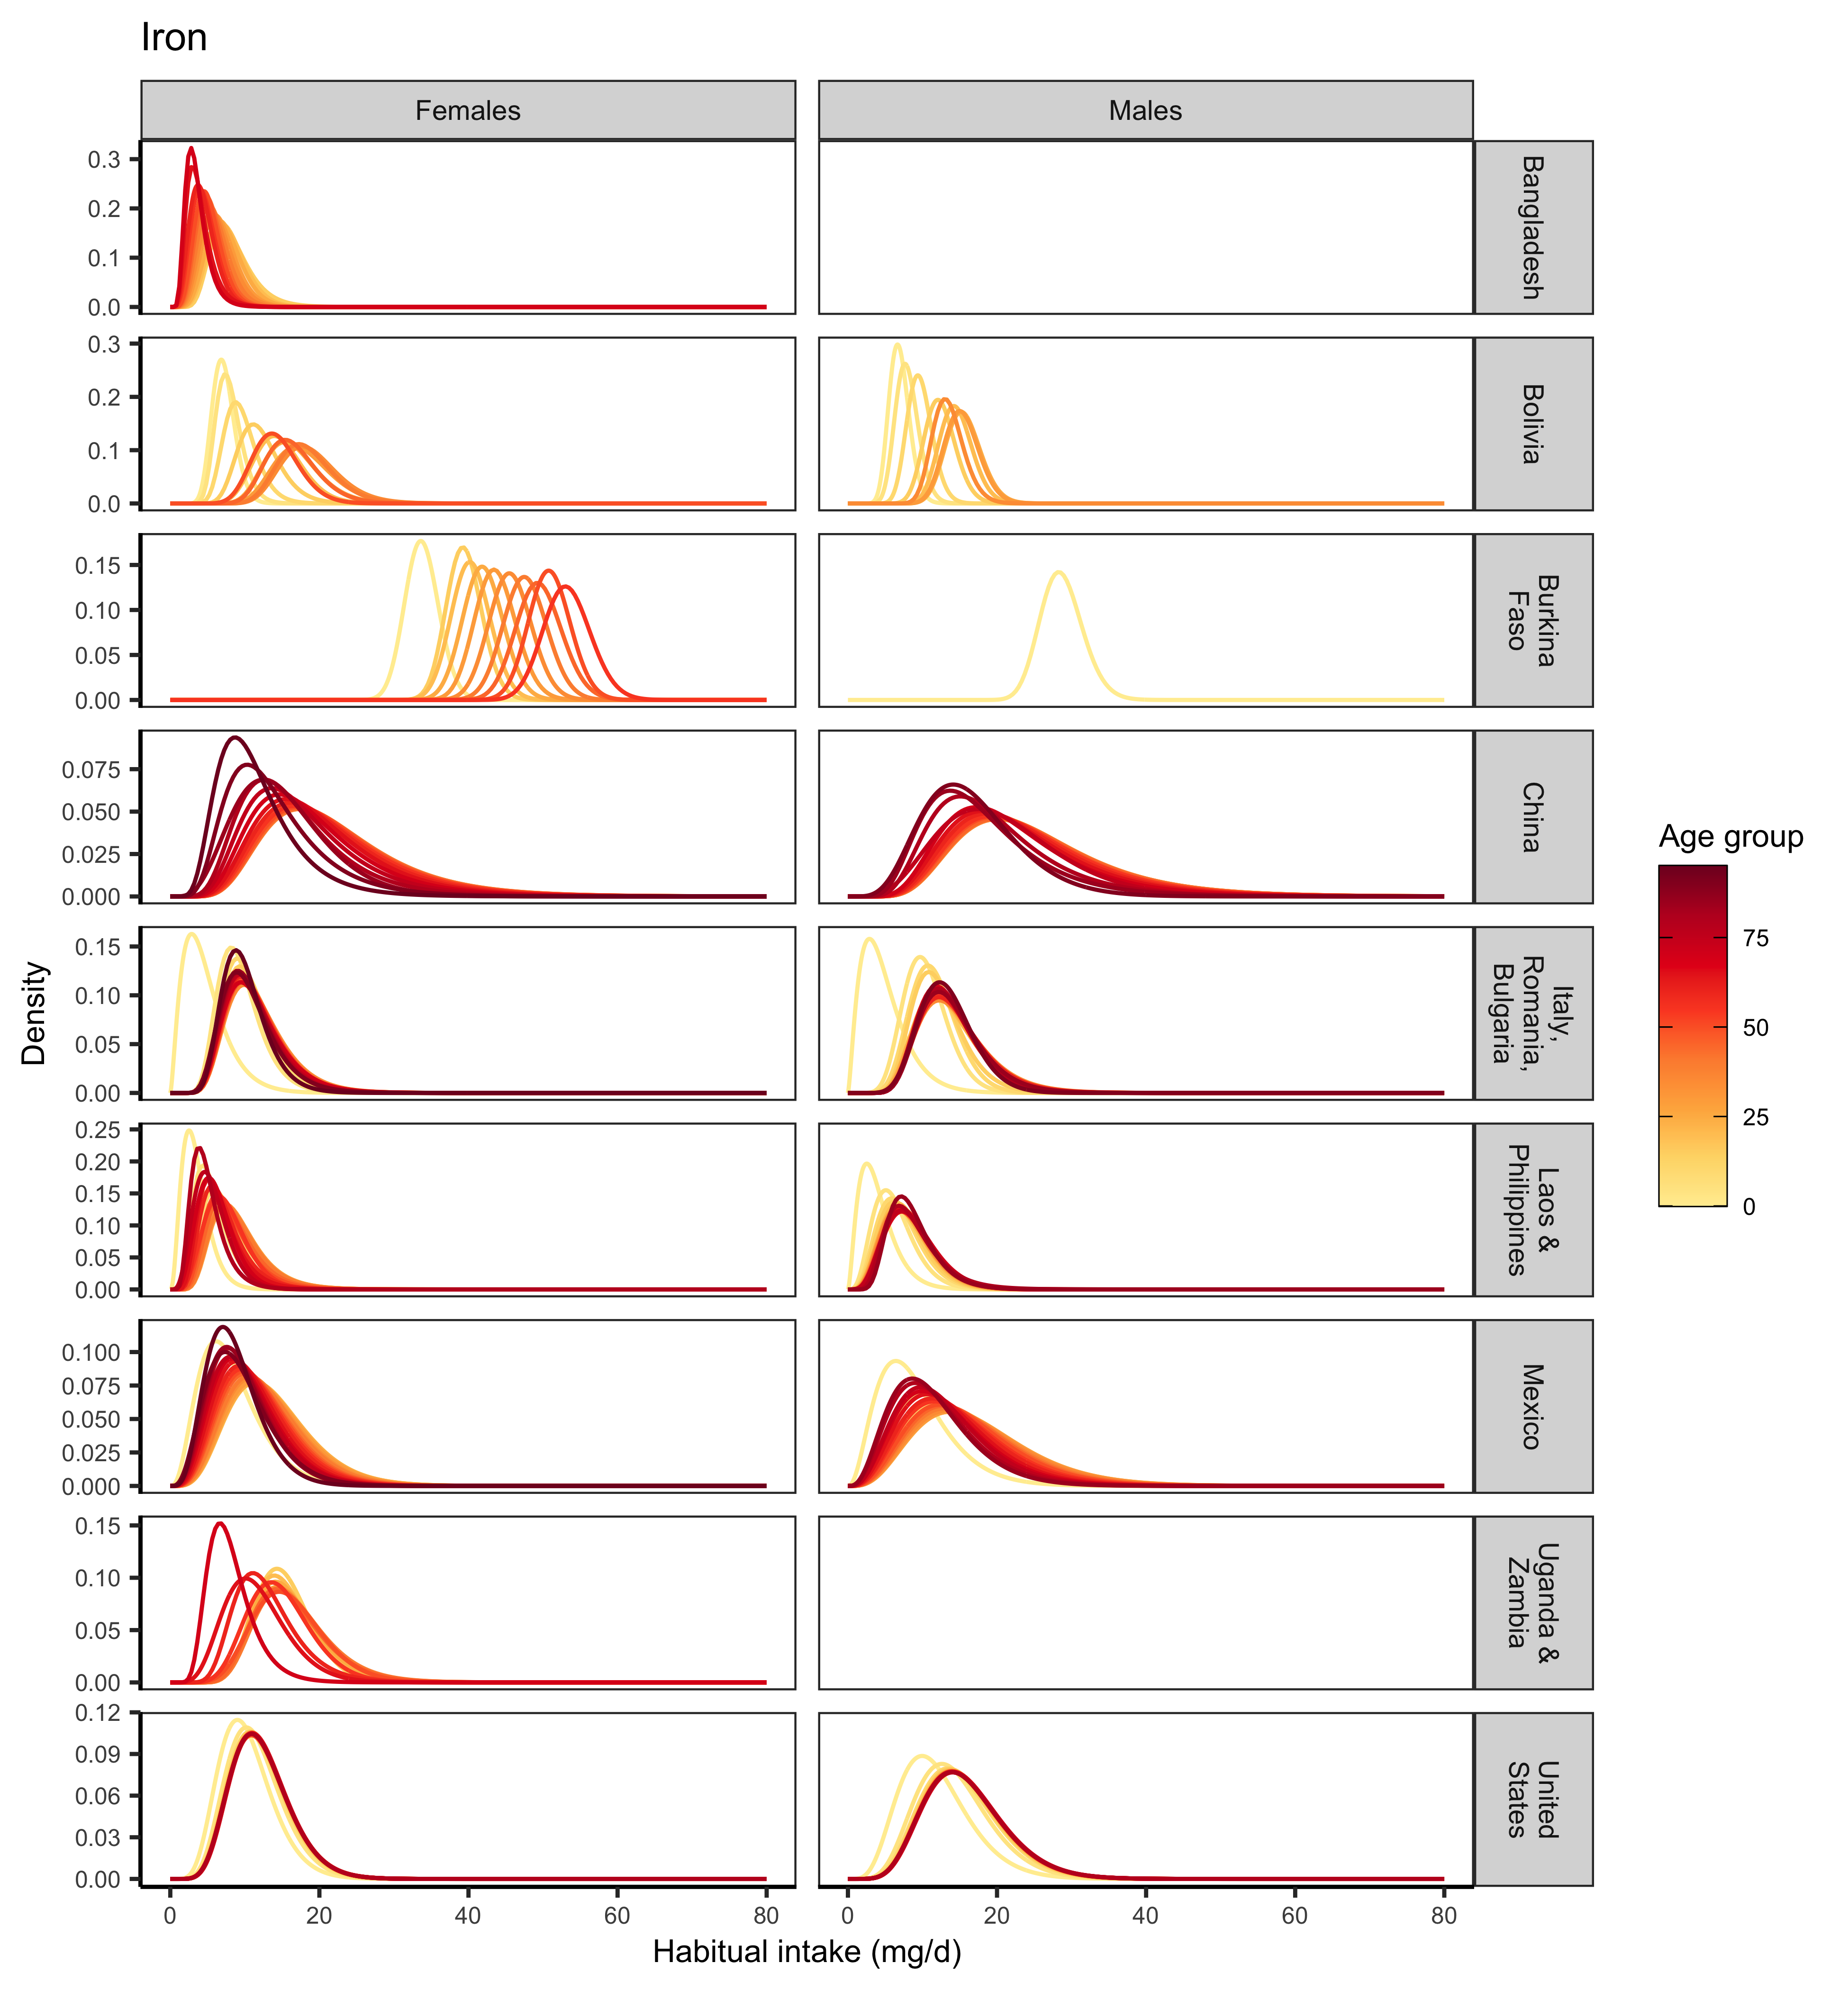 Iron
Females
Males
0.3
0.2
0.1
0.0
Bangladesh
0.3
0.2
0.1
0.0
Bolivia
0.15
0.10
0.05
0.00
Burkina
Faso
0.075
0.050
0.025
0.000
China
0.15
0.10
0.05
0.00
Italy,
Romania,
Bulgaria
0.25
0.20
0.15
0.10
0.05
0.00
Laos &
Philippines
0.100
0.075
0.050
0.025
0.000
Mexico
0.15
0.10
0.05
0.00
Uganda &
Zambia
0.12
0.09
0.06
0.03
0.00
United
States
0 20 40 60 80
0 20 40 60 80
Habitual intake (mg/d)
Density
Age group
75
50
25
0